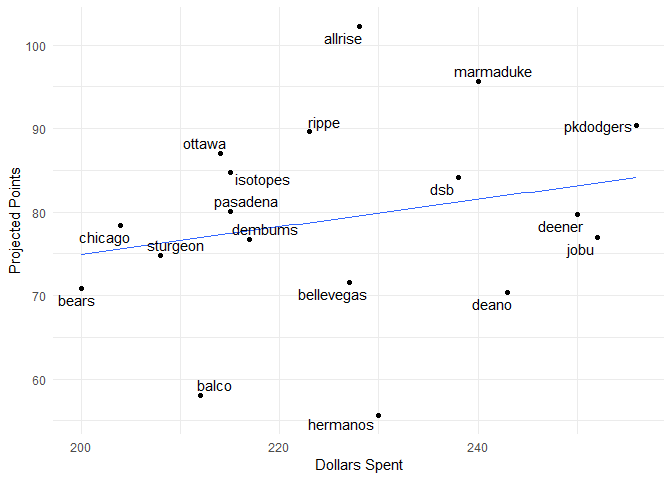 allrise
100
marmaduke
90
rippe
pkdodgers
ottawa
isotopes
dsb
pasadena
80
dembums
deener
chicago
sturgeon
jobu
Projected Points
70
bears
bellevegas
deano
60
balco
hermanos
200
220
240
Dollars Spent